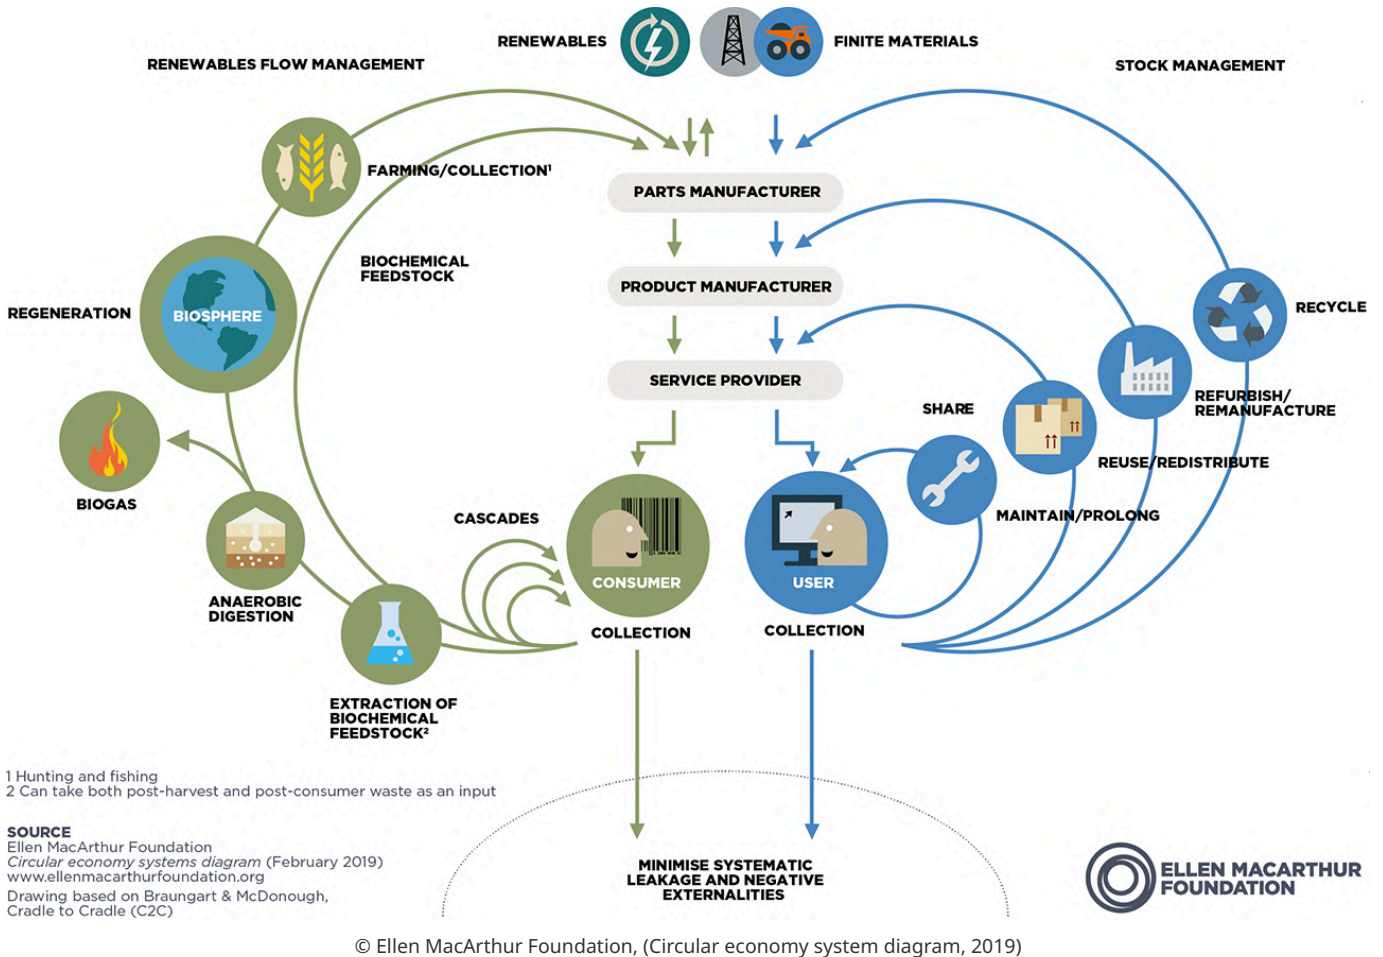 RENEWABLES
FINITE MATERIALS
RENEWABLES FLOW MANAGEMENT
STOCK MANAGEMENT
FARMING/COLLECTION¹
PARTS MANUFACTURER
BIOCHEMICAL
FEEDSTOCK
PRODUCT MANUFACTURER
REGENERATION
BIOSPHERE
RECYCLE
SERVICE PROVIDER
SHARE
REFURBISH/
REMANUFACTURE
REUSE/REDISTRIBUTE
BIOGAS
CASCADES
MAINTAIN/PROLONG
CONSUMER
USER
ANAEROBIC
DIGESTION
COLLECTION
COLLECTION
EXTRACTION OF
BIOCHEMICAL
FEEDSTOCK²
1 Hunting and fishing
2 Can take both post-harvest and post-consumer waste as an input
SOURCE
Ellen MacArthur Foundation
Circular economy systems diagram (February 2019)
www.ellenmacarthurfoundation.org
Drawing based on Braungart & McDonough,
Cradle to Cradle (C2C)
MINIMISE SYSTEMATIC
LEAKAGE AND NEGATIVE
EXTERNALITIES
ELLEN MACARTHUR
FOUNDATION
© Ellen MacArthur Foundation, (Circular economy system diagram, 2019)